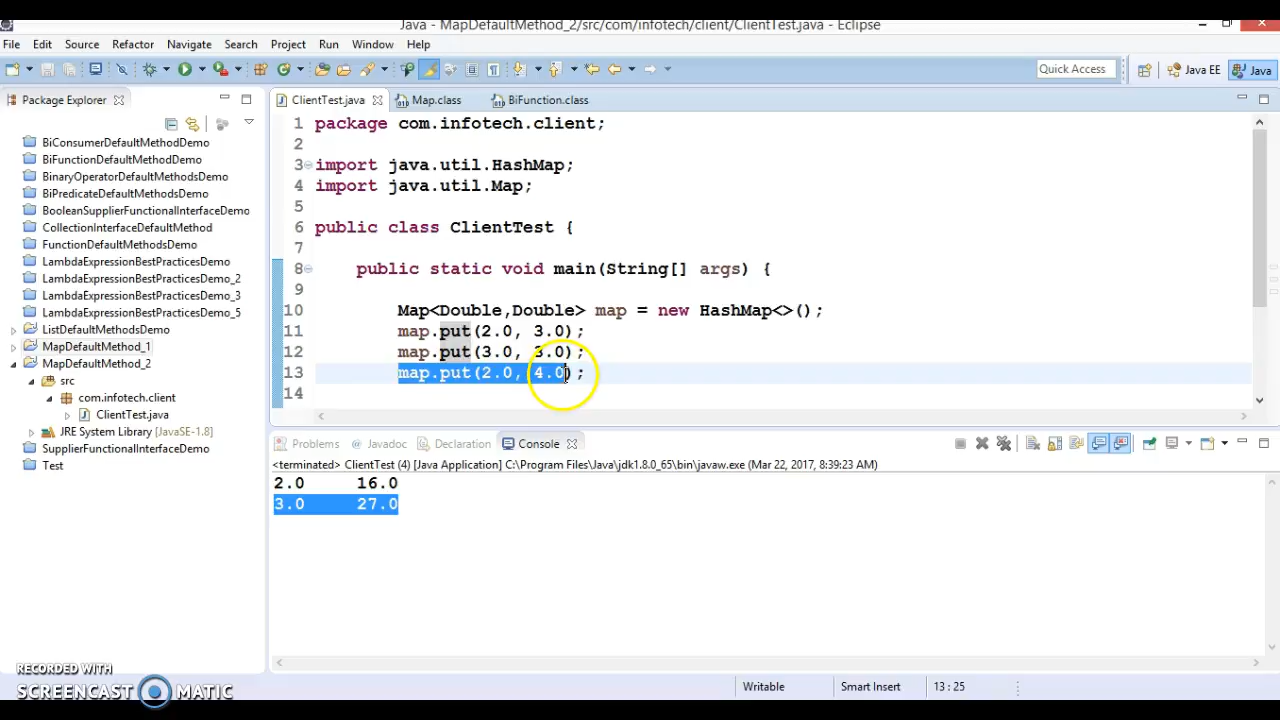 Java - MapDefaultMethod_2/src/com/infotech/client/ClientTest.java - Eclipse
File Edit Source Refactor Navigate Search Project Run Window Help
Quick Access Java EE Java
Package Explorer
BiConsumerDefaultMethodDemo
BiFunctionDefaultMethodDemo
BinaryOperatorDefaultMethodsDemo
BiPredicateDefaultMethodsDemo
BooleanSupplierFunctionalInterfaceDemo
CollectionInterfaceDefaultMethod
FunctionDefaultMethodsDemo
LambdaExpressionBestPracticesDemo
LambdaExpressionBestPracticesDemo_2
LambdaExpressionBestPracticesDemo_3
LambdaExpressionBestPracticesDemo_5
ListDefaultMethodsDemo
MapDefaultMethod_1
MapDefaultMethod_2
src
com.infotech.client
ClientTest.java
JRE System Library [JavaSE-1.8]
SupplierFunctionalInterfaceDemo
Test
ClientTest.java Map.class BiFunction.class
1 package com.infotech.client;
2
3 import java.util.HashMap;
4 import java.util.Map;
5
6 public class ClientTest {
7
8 public static void main(String[] args) {
9
10 Map<Double,Double> map = new HashMap<>();
11 map.put(2.0, 3.0);
12 map.put(3.0, 3.0);
13 map.put(2.0, 4.0);
14
Problems Javadoc Declaration Console
<terminated> ClientTest (4) [Java Application] C:\Program Files\Java\jdk1.8.0_65\bin\javaw.exe (Mar 22, 2017, 8:39:23 AM)
2.0 16.0
3.0 27.0
Writable Smart Insert 13 : 25
RECORDED WITH
SCREENCAST MATIC